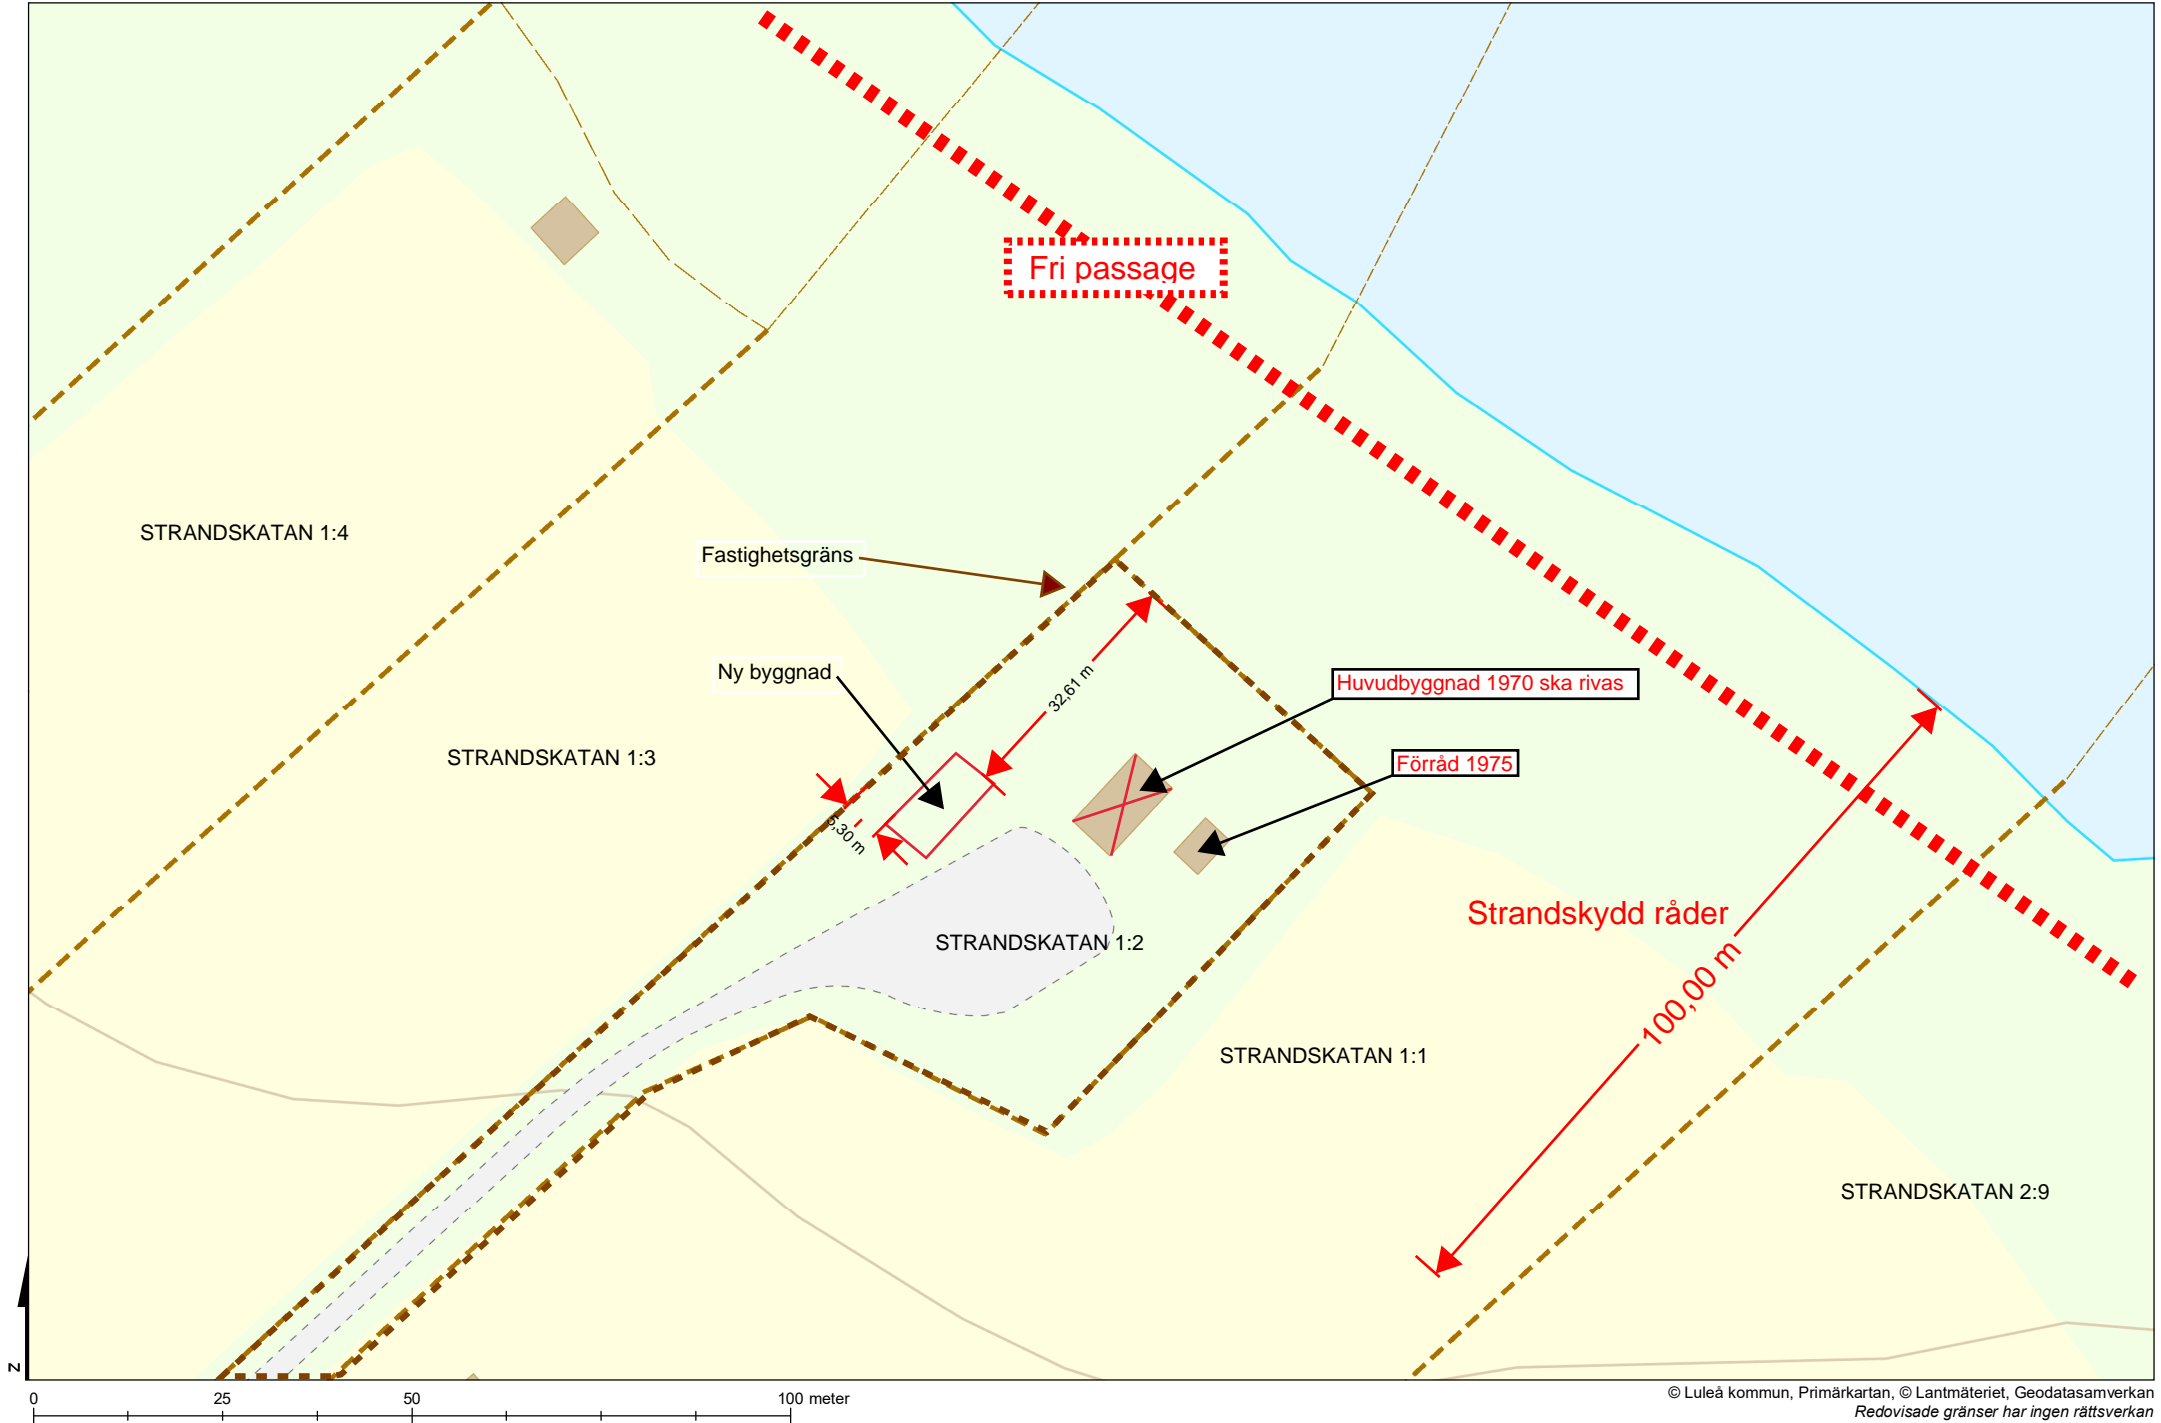 Fri passage
STRANDSKATAN 1:4
Fastighetsgräns
Ny byggnad
32,61 m
Huvudbyggnad 1970 ska rivas
STRANDSKATAN 1:3
Förråd 1975
5,30 m
Strandskydd råder
STRANDSKATAN 1:2
100,00 m
STRANDSKATAN 1:1
STRANDSKATAN 2:9
N
0 25 50 100 meter
© Luleå kommun, Primärkartan, © Lantmäteriet, Geodatasamverkan
Redovisade gränser har ingen rättsverkan